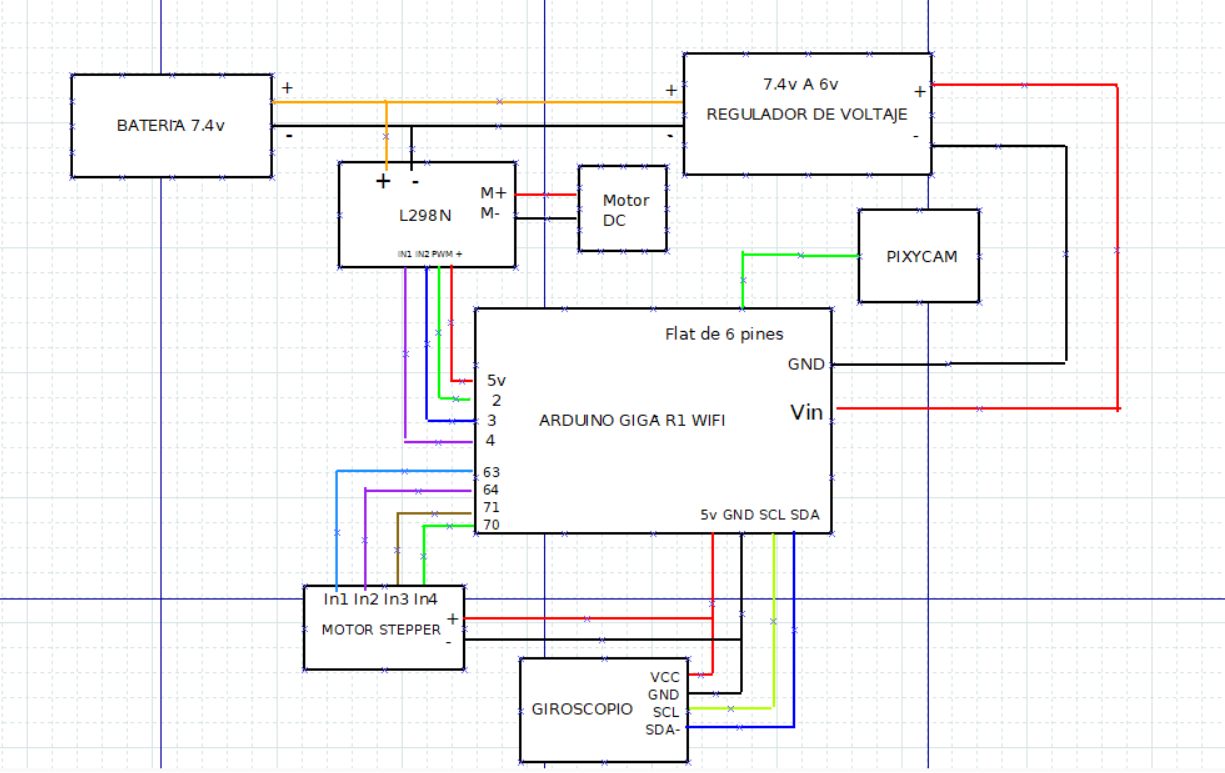 BATERIA 7.4v
+
-
+
-
7.4v A 6v
REGULADOR DE VOLTAJE
+
-
+ -
L298N
M+
M-
IN1 IN2 PWM +
Motor
DC
PIXYCAM
Flat de 6 pines
GND
Vin
ARDUINO GIGA R1 WIFI
5v
2
3
4
63
64
71
70
5v GND SCL SDA
In1 In2 In3 In4
+
MOTOR STEPPER
-
GIROSCOPIO
VCC
GND
SCL
SDA-